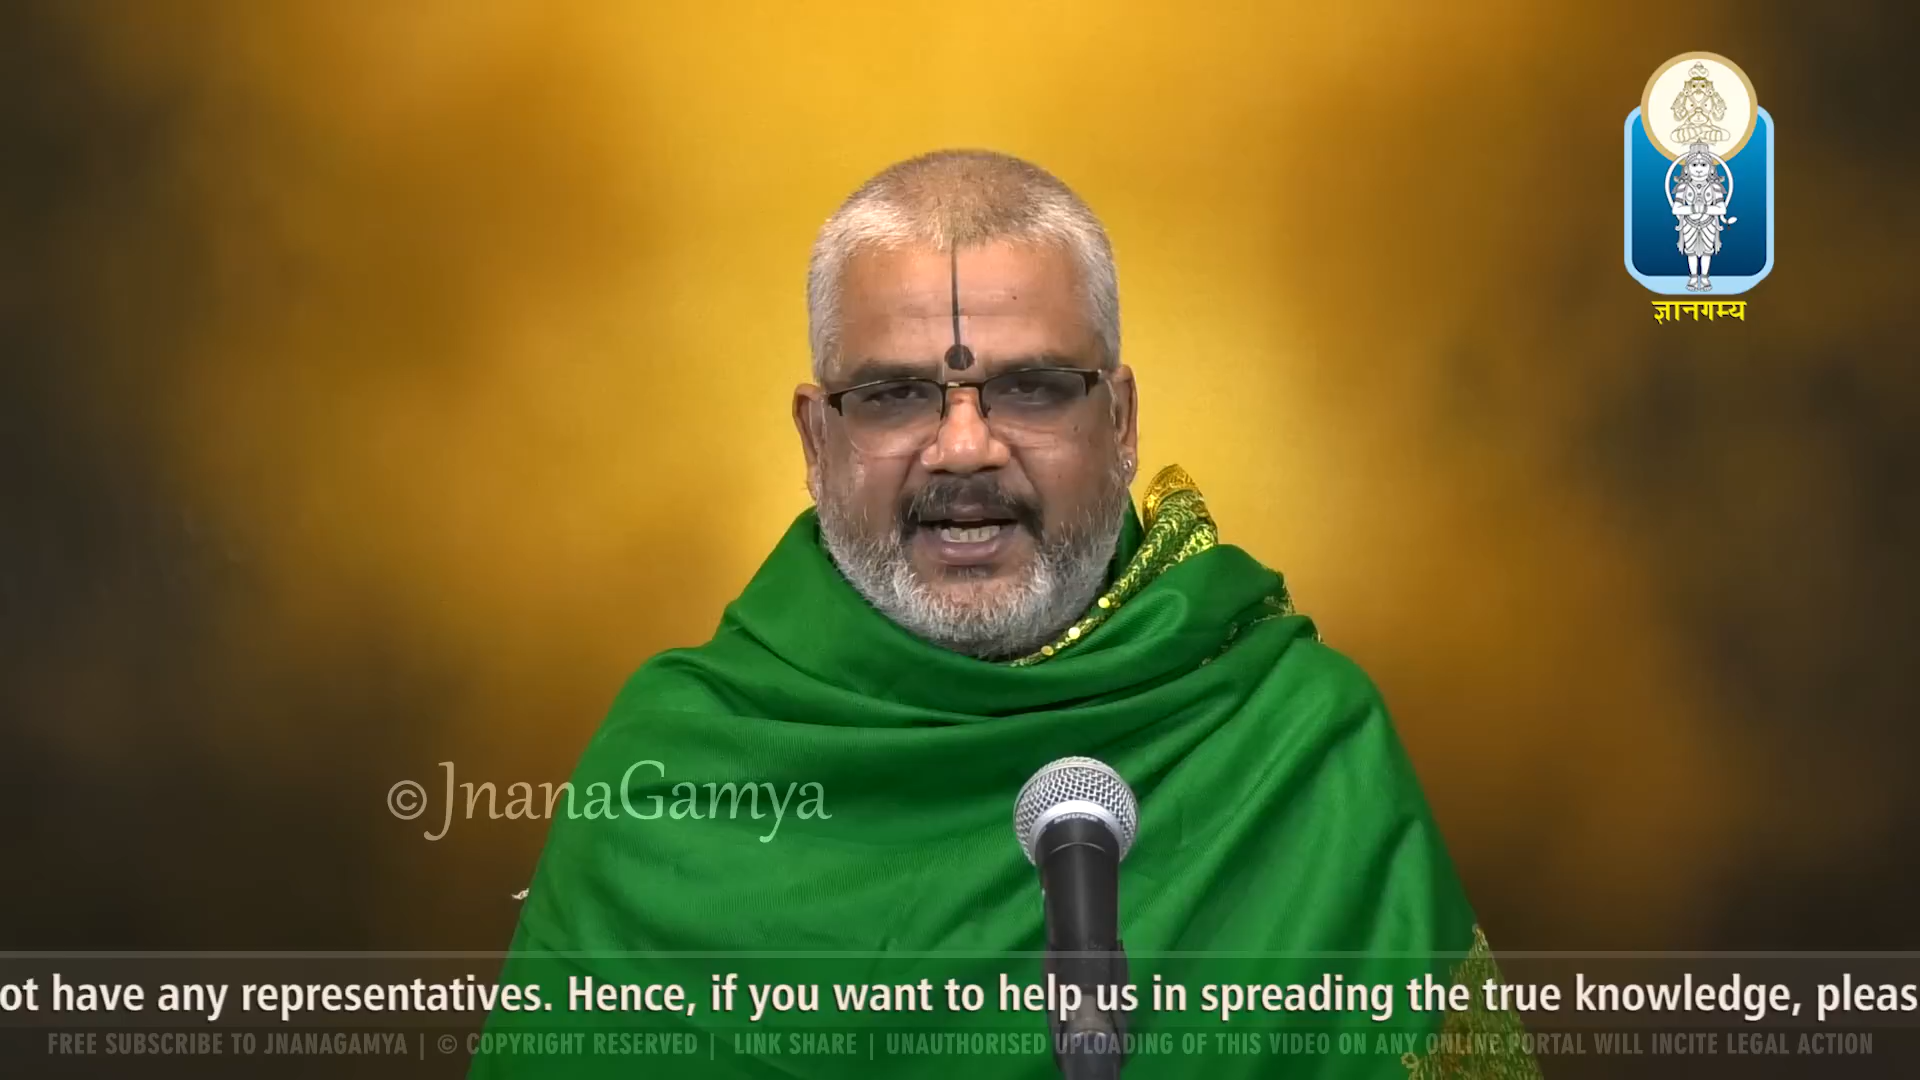 ज्ञानगम्य
©JnanaGamya
ot have any representatives. Hence, if you want to help us in spreading the true knowledge, pleas
FREE SUBSCRIBE TO JNANAGAMYA | © COPYRIGHT RESERVED | LINK SHARE | UNAUTHORISED UPLOADING OF THIS VIDEO ON ANY ONLINE PORTAL WILL INCITE LEGAL ACTION